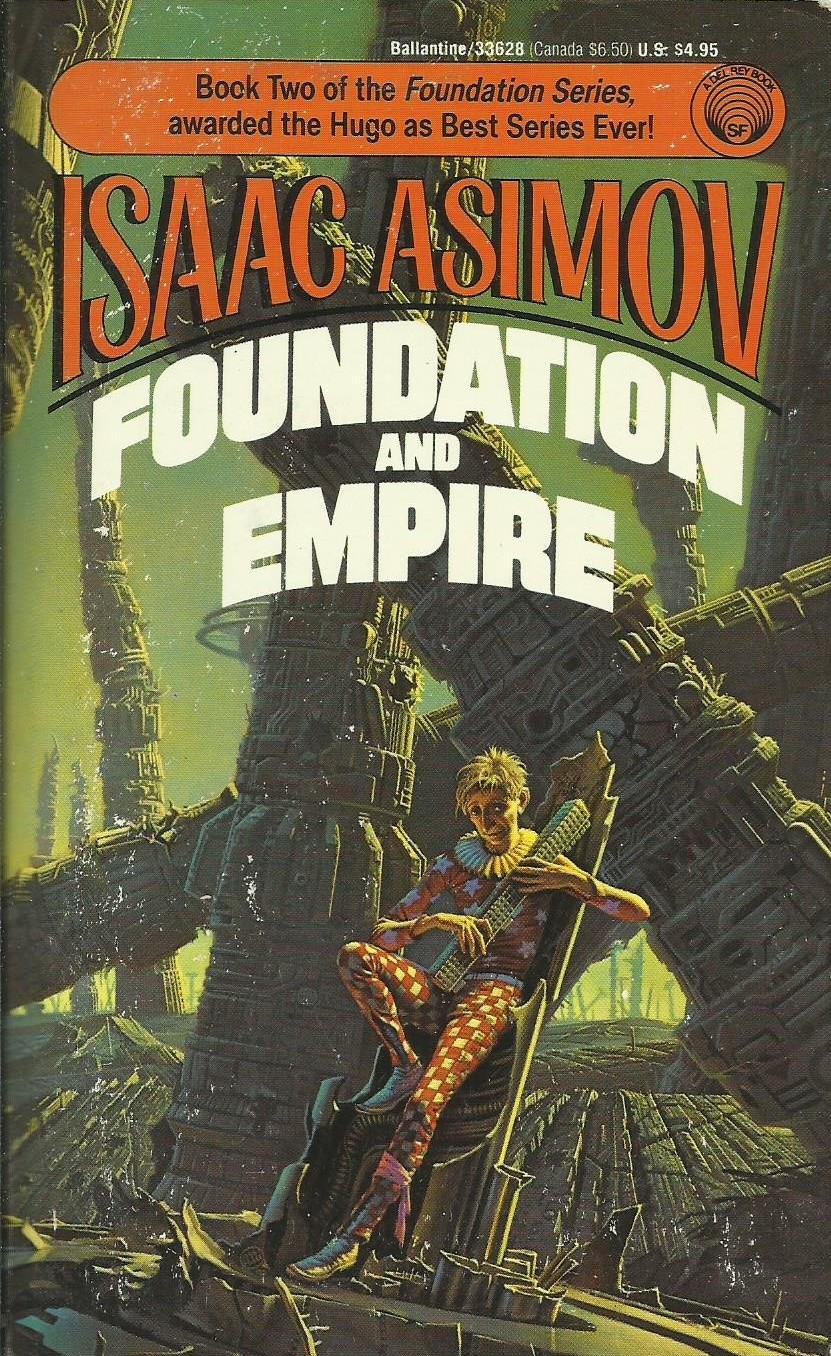 Ballantine/33628 (Canada $6.50) U.S. $4.95
Book Two of the Foundation Series,
awarded the Hugo as Best Series Ever!
A DEL REY BOOK
SF
ISAAC ASIMOV
FOUNDATION
AND
EMPIRE